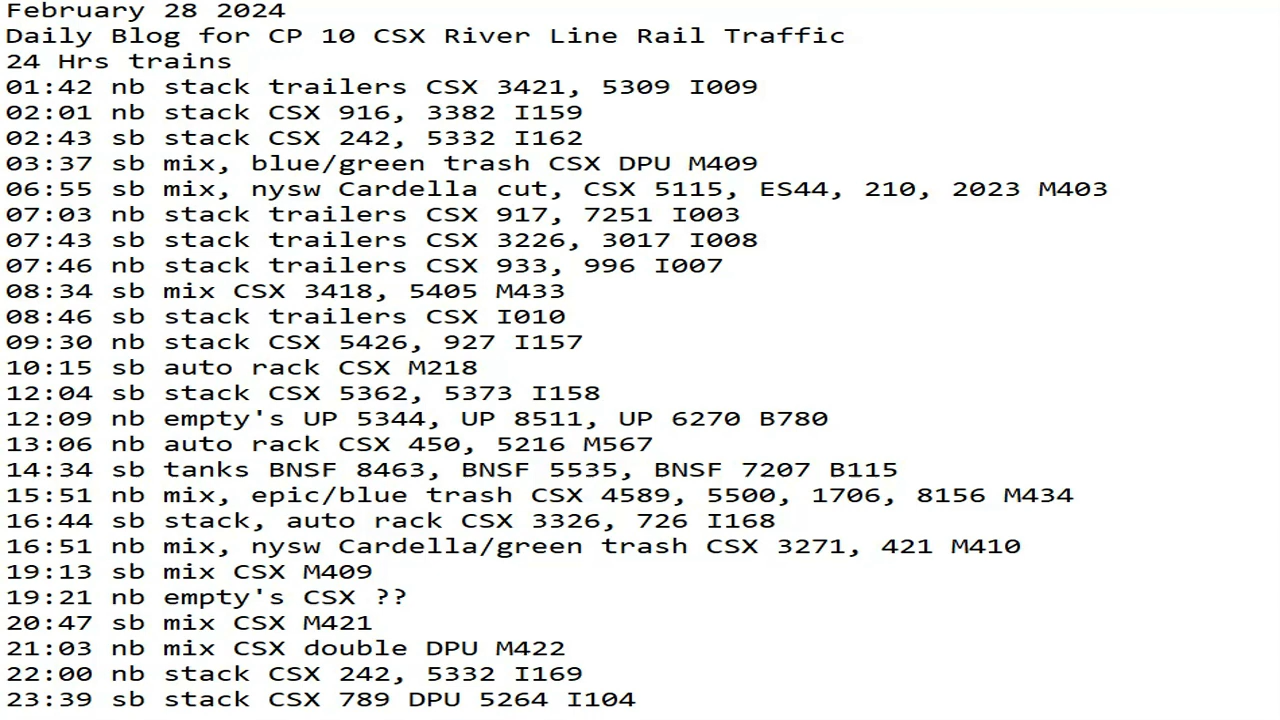 February 28 2024
Daily Blog for CP 10 CSX River Line Rail Traffic
24 Hrs trains
01:42 nb stack trailers CSX 3421, 5309 I009
02:01 nb stack CSX 916, 3382 I159
02:43 sb stack CSX 242, 5332 I162
03:37 sb mix, blue/green trash CSX DPU M409
06:55 sb mix, nysw Cardella cut, CSX 5115, ES44, 210, 2023 M403
07:03 nb stack trailers CSX 917, 7251 I003
07:43 sb stack trailers CSX 3226, 3017 I008
07:46 nb stack trailers CSX 933, 996 I007
08:34 sb mix CSX 3418, 5405 M433
08:46 sb stack trailers CSX I010
09:30 nb stack CSX 5426, 927 I157
10:15 sb auto rack CSX M218
12:04 sb stack CSX 5362, 5373 I158
12:09 nb empty's UP 5344, UP 8511, UP 6270 B780
13:06 nb auto rack CSX 450, 5216 M567
14:34 sb tanks BNSF 8463, BNSF 5535, BNSF 7207 B115
15:51 nb mix, epic/blue trash CSX 4589, 5500, 1706, 8156 M434
16:44 sb stack, auto rack CSX 3326, 726 I168
16:51 nb mix, nysw Cardella/green trash CSX 3271, 421 M410
19:13 sb mix CSX M409
19:21 nb empty's CSX ??
20:47 sb mix CSX M421
21:03 nb mix CSX double DPU M422
22:00 nb stack CSX 242, 5332 I169
23:39 sb stack CSX 789 DPU 5264 I104